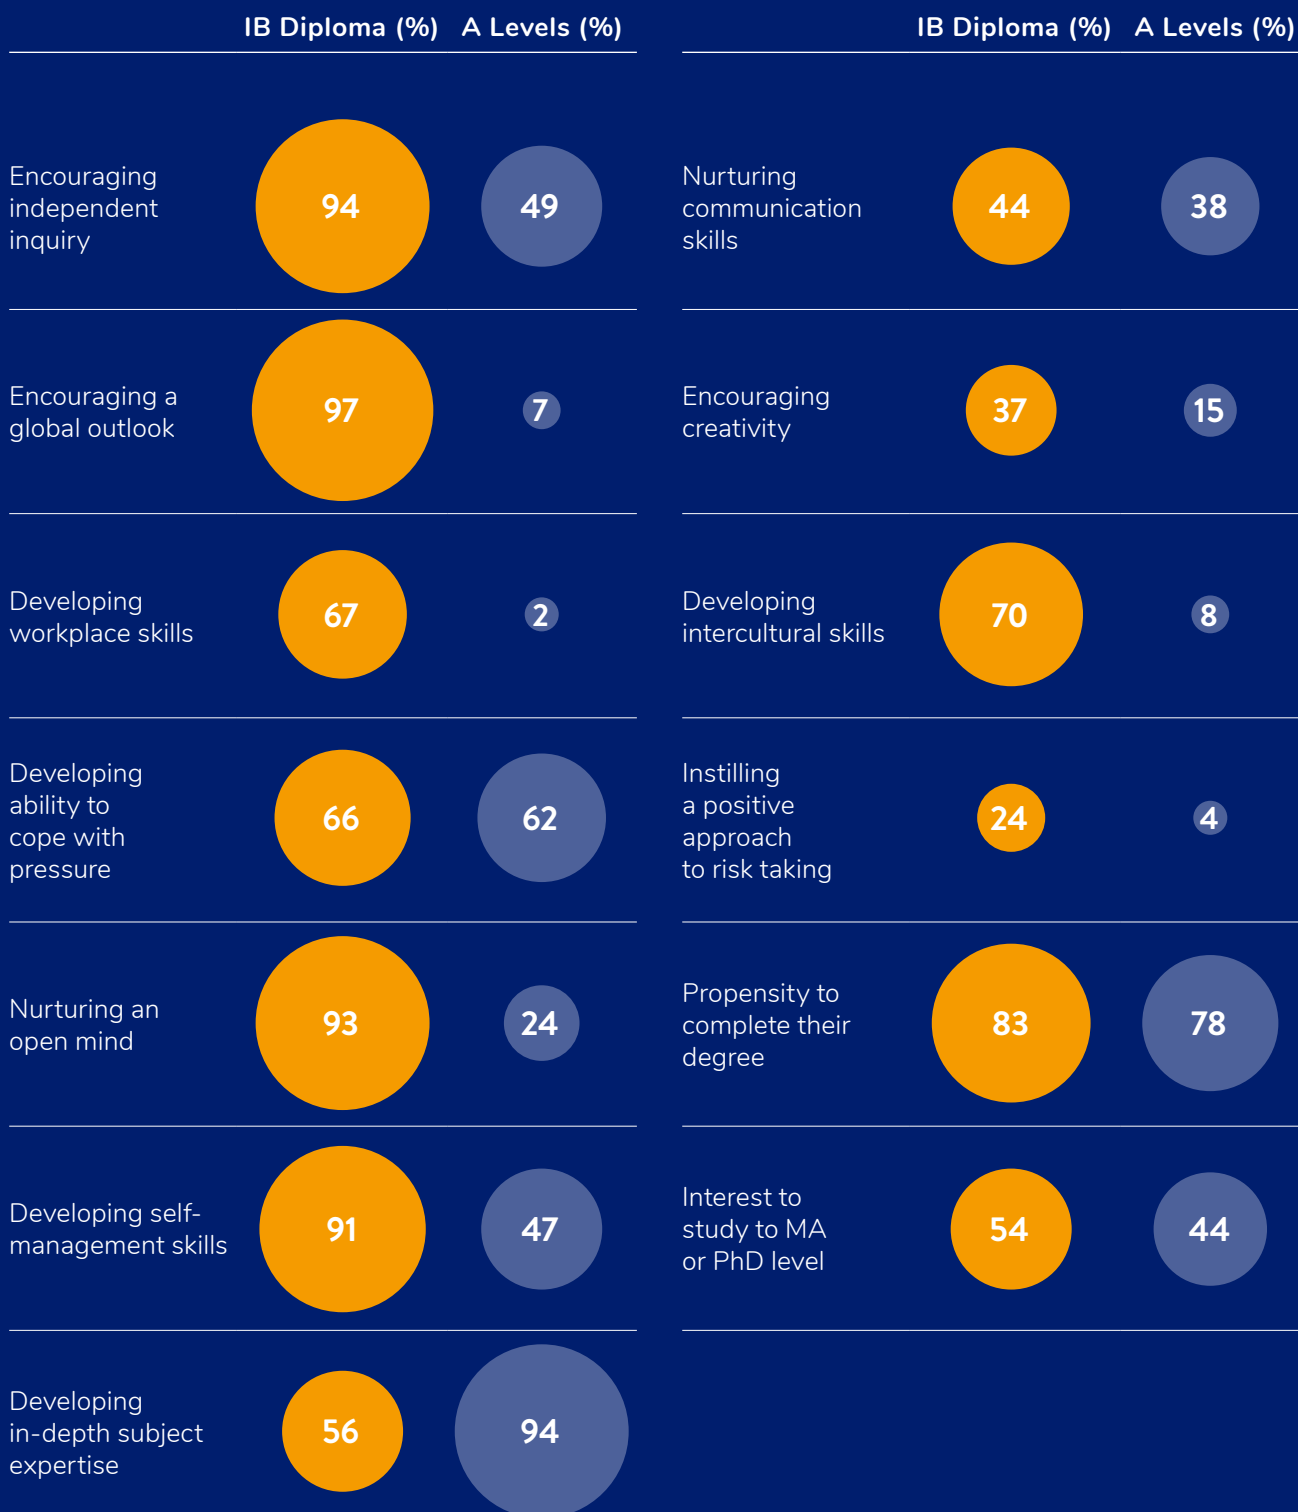 IB Diploma (%) A Levels (%)
Encouraging
independent
inquiry
94 49
Encouraging a
global outlook
97 7
Developing
workplace skills
67 2
Developing
ability to
cope with
pressure
66 62
Nurturing an
open mind
93 24
Developing self-
management skills
91 47
Developing
in-depth subject
expertise
56 94
IB Diploma (%) A Levels (%)
Nurturing
communication
skills
44 38
Encouraging
creativity
37 15
Developing
intercultural skills
70 8
Instilling
a positive
approach
to risk taking
24 4
Propensity to
complete their
degree
83 78
Interest to
study to MA
or PhD level
54 44